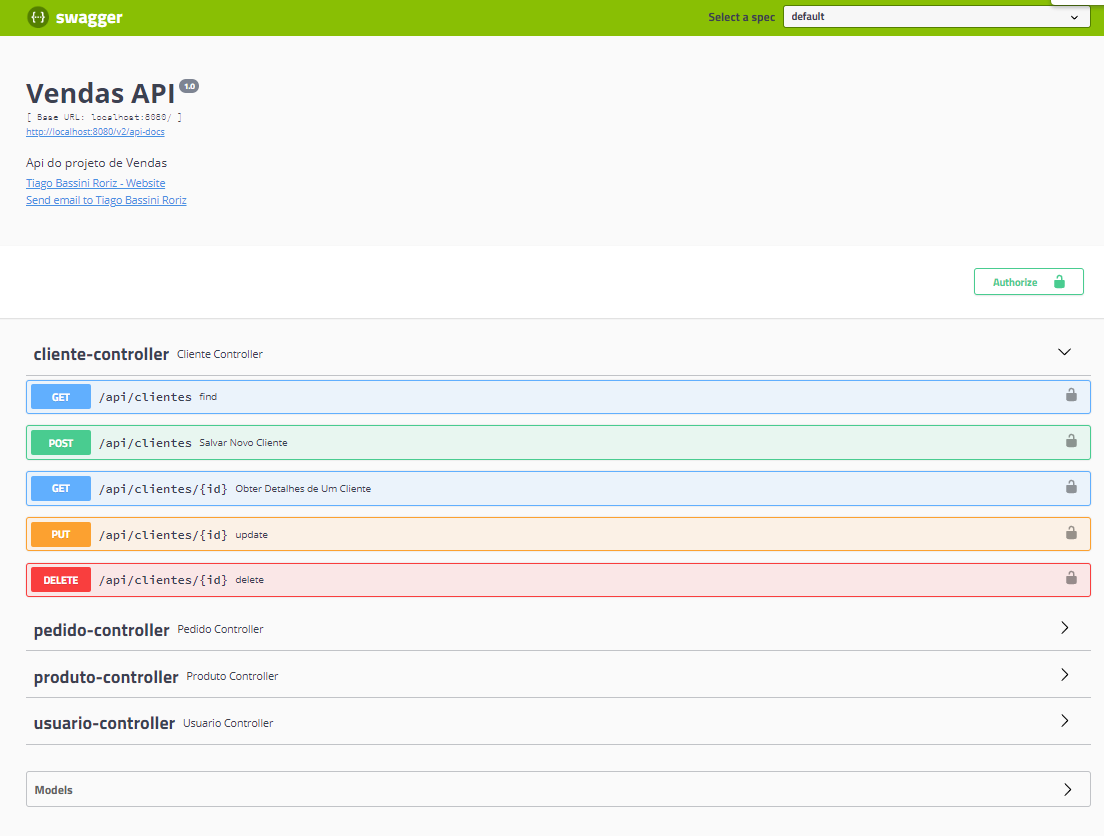 swagger
Select a spec default
Vendas API 1.0
[ Base URL: localhost:8080/ ]
http://localhost:8080/v2/api-docs
Api do projeto de Vendas
Tiago Bassini Roriz - Website
Send email to Tiago Bassini Roriz
Authorize
cliente-controller Cliente Controller
GET /api/clientes find
POST /api/clientes Salvar Novo Cliente
GET /api/clientes/{id} Obter Detalhes de Um Cliente
PUT /api/clientes/{id} update
DELETE /api/clientes/{id} delete
pedido-controller Pedido Controller
produto-controller Produto Controller
usuario-controller Usuario Controller
Models